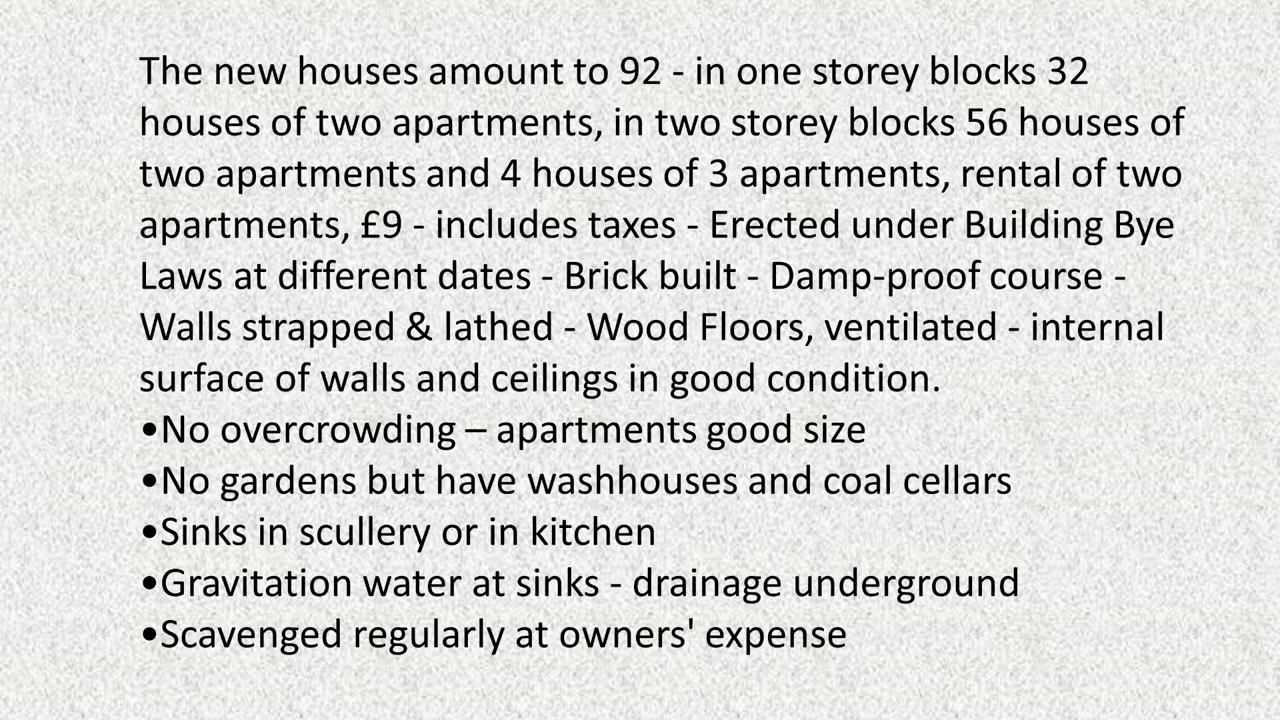 The new houses amount to 92 - in one storey blocks 32
houses of two apartments, in two storey blocks 56 houses of
two apartments and 4 houses of 3 apartments, rental of two
apartments, £9 - includes taxes - Erected under Building Bye
Laws at different dates - Brick built - Damp-proof course -
Walls strapped & lathed - Wood Floors, ventilated - internal
surface of walls and ceilings in good condition.
•No overcrowding – apartments good size
•No gardens but have washhouses and coal cellars
•Sinks in scullery or in kitchen
•Gravitation water at sinks - drainage underground
•Scavenged regularly at owners' expense